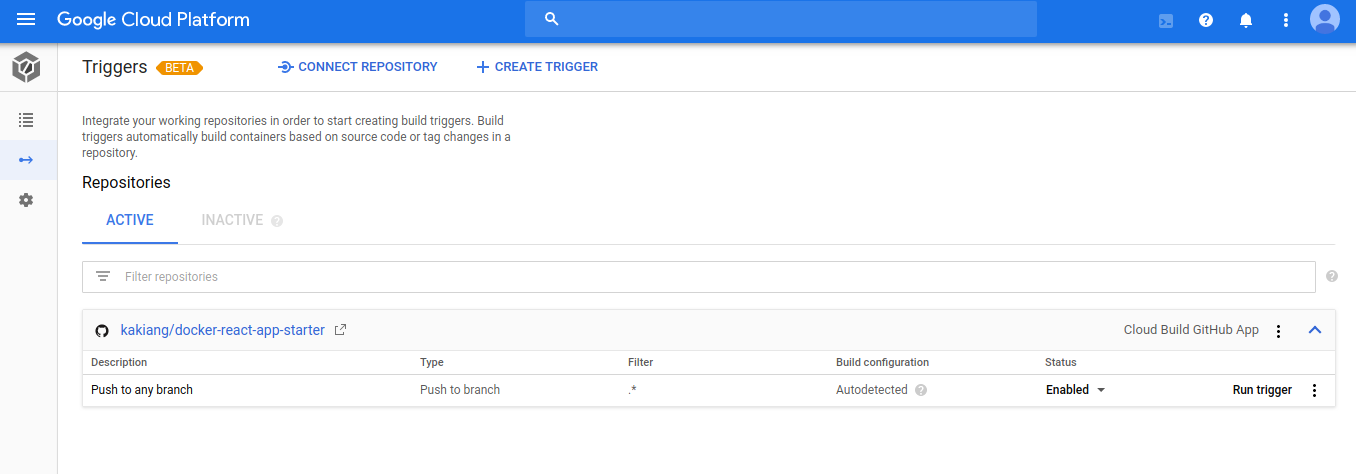 Google Cloud Platform
Triggers BETA CONNECT REPOSITORY CREATE TRIGGER
Integrate your working repositories in order to start creating build triggers. Build
triggers automatically build containers based on source code or tag changes in a
repository.
Repositories
ACTIVE INACTIVE
Filter repositories
kakiang/docker-react-app-starter Cloud Build GitHub App
Description Type Filter Build configuration Status
Push to any branch Push to branch .* Autodetected Enabled Run trigger